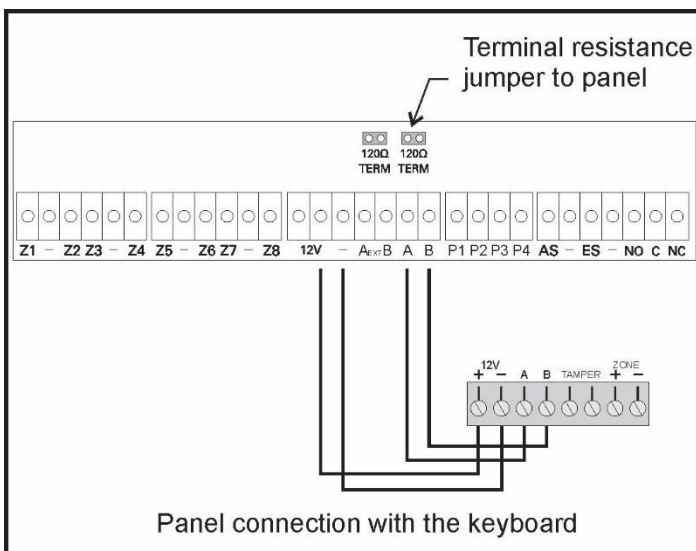 Terminal resistance
jumper to panel
120Ω 120Ω
TERM TERM
Z1 - Z2 Z3 - Z4 Z5 - Z6 Z7 - Z8 12V - AEXTB A B P1 P2 P3 P4 AS - ES - NO C NC
12V ZONE
+ - A B TAMPER + -
Panel connection with the keyboard